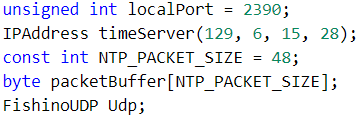 unsigned int localPort = 2390;
IPAddress timeServer(129, 6, 15, 28);
const int NTP_PACKET_SIZE = 48;
byte packetBuffer[NTP_PACKET_SIZE];
FishinoUDP Udp;